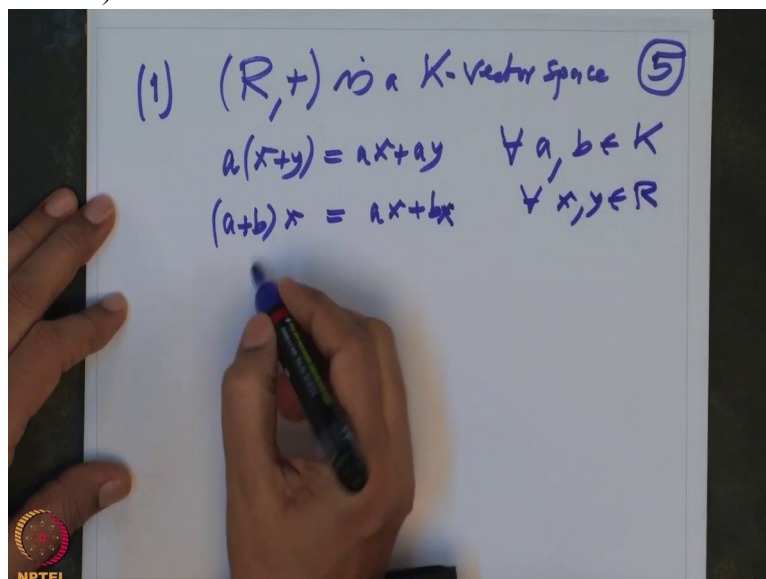 (1) (R,+) is a K-vector space 5
a(x+y) = ax+ay ∀ a, b ∈ K
(a+b)x = ax+bx ∀ x, y ∈ R
NPTEL